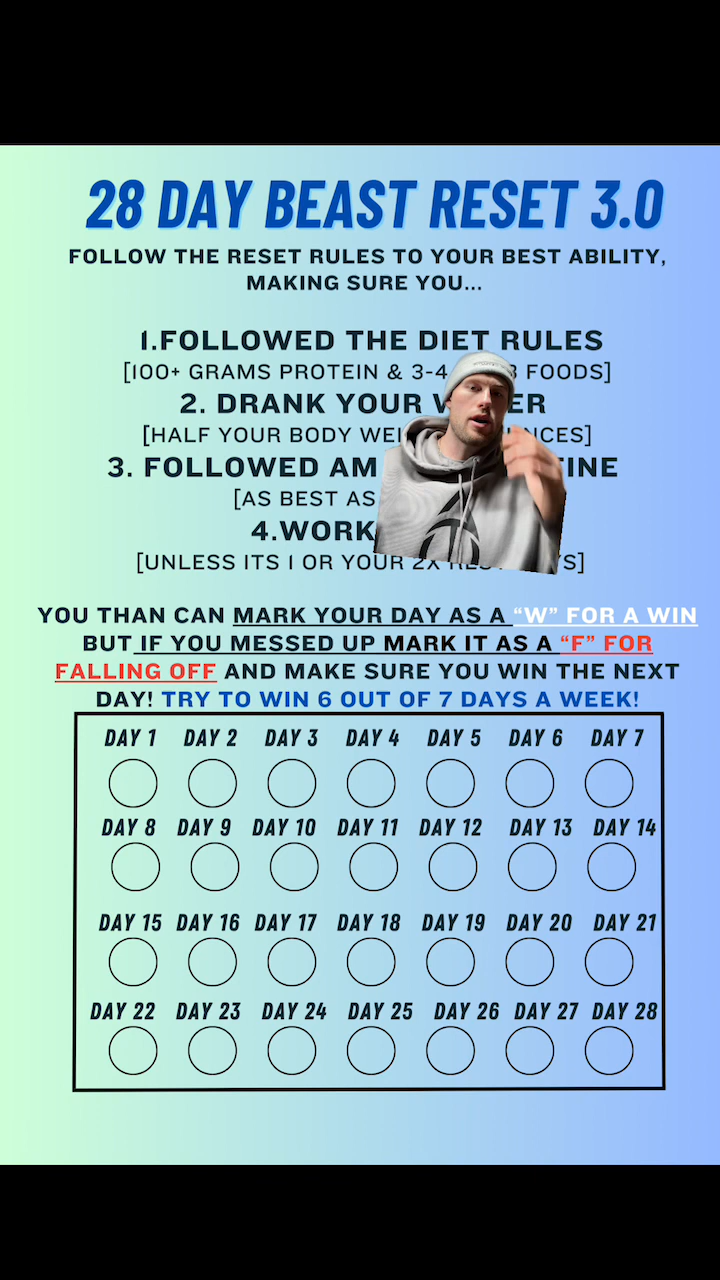 28 DAY BEAST RESET 3.0
FOLLOW THE RESET RULES TO YOUR BEST ABILITY,
MAKING SURE YOU...
1.FOLLOWED THE DIET RULES
[100+ GRAMS PROTEIN & 3-4 FOODS]
2. DRANK YOUR
[HALF YOUR BODY
3. FOLLOWED AM
[AS BEST AS
4.WORK
[UNLESS ITS 1 OR YOUR 2X
YOU THAN CAN MARK YOUR DAY AS A “W” FOR A WIN
BUT IF YOU MESSED UP MARK IT AS A “F” FOR
FALLING OFF AND MAKE SURE YOU WIN THE NEXT
DAY! TRY TO WIN 6 OUT OF 7 DAYS A WEEK!
DAY 1 DAY 2 DAY 3 DAY 4 DAY 5 DAY 6 DAY 7
DAY 8 DAY 9 DAY 10 DAY 11 DAY 12 DAY 13 DAY 14
DAY 15 DAY 16 DAY 17 DAY 18 DAY 19 DAY 20 DAY 21
DAY 22 DAY 23 DAY 24 DAY 25 DAY 26 DAY 27 DAY 28